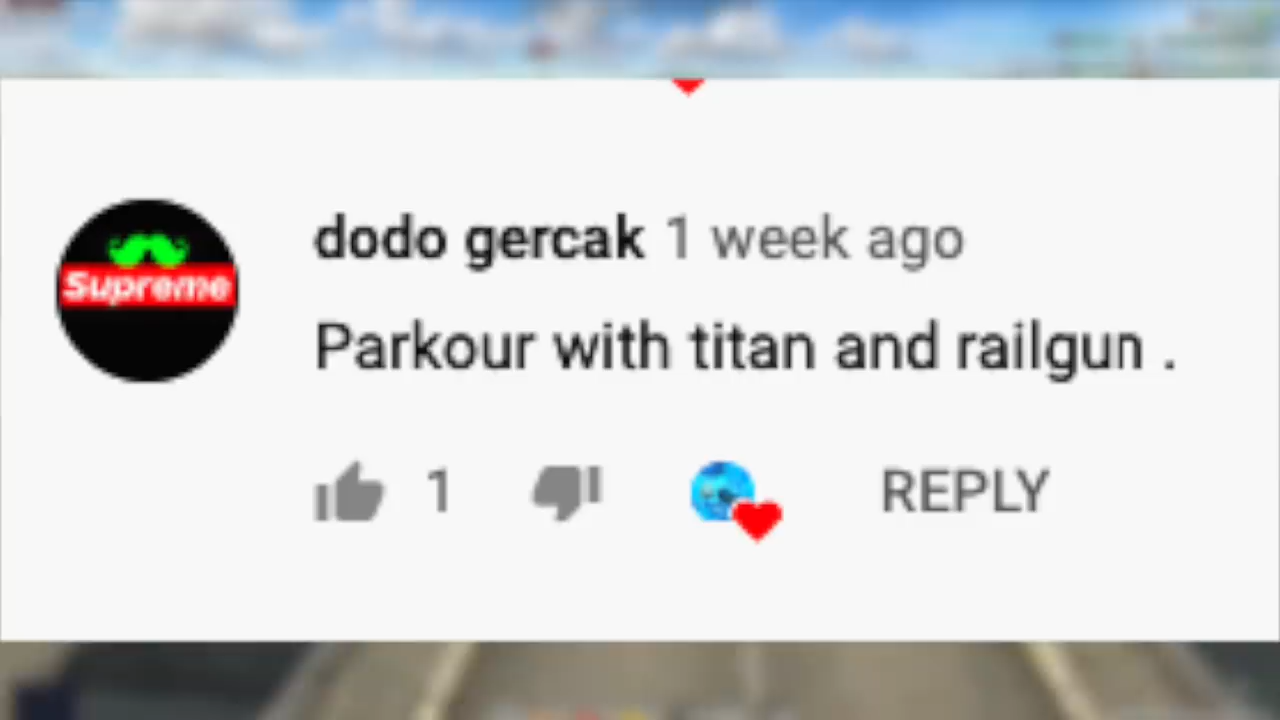 dodo gercak 1 week ago
Supreme
Parkour with titan and railgun .
1
REPLY